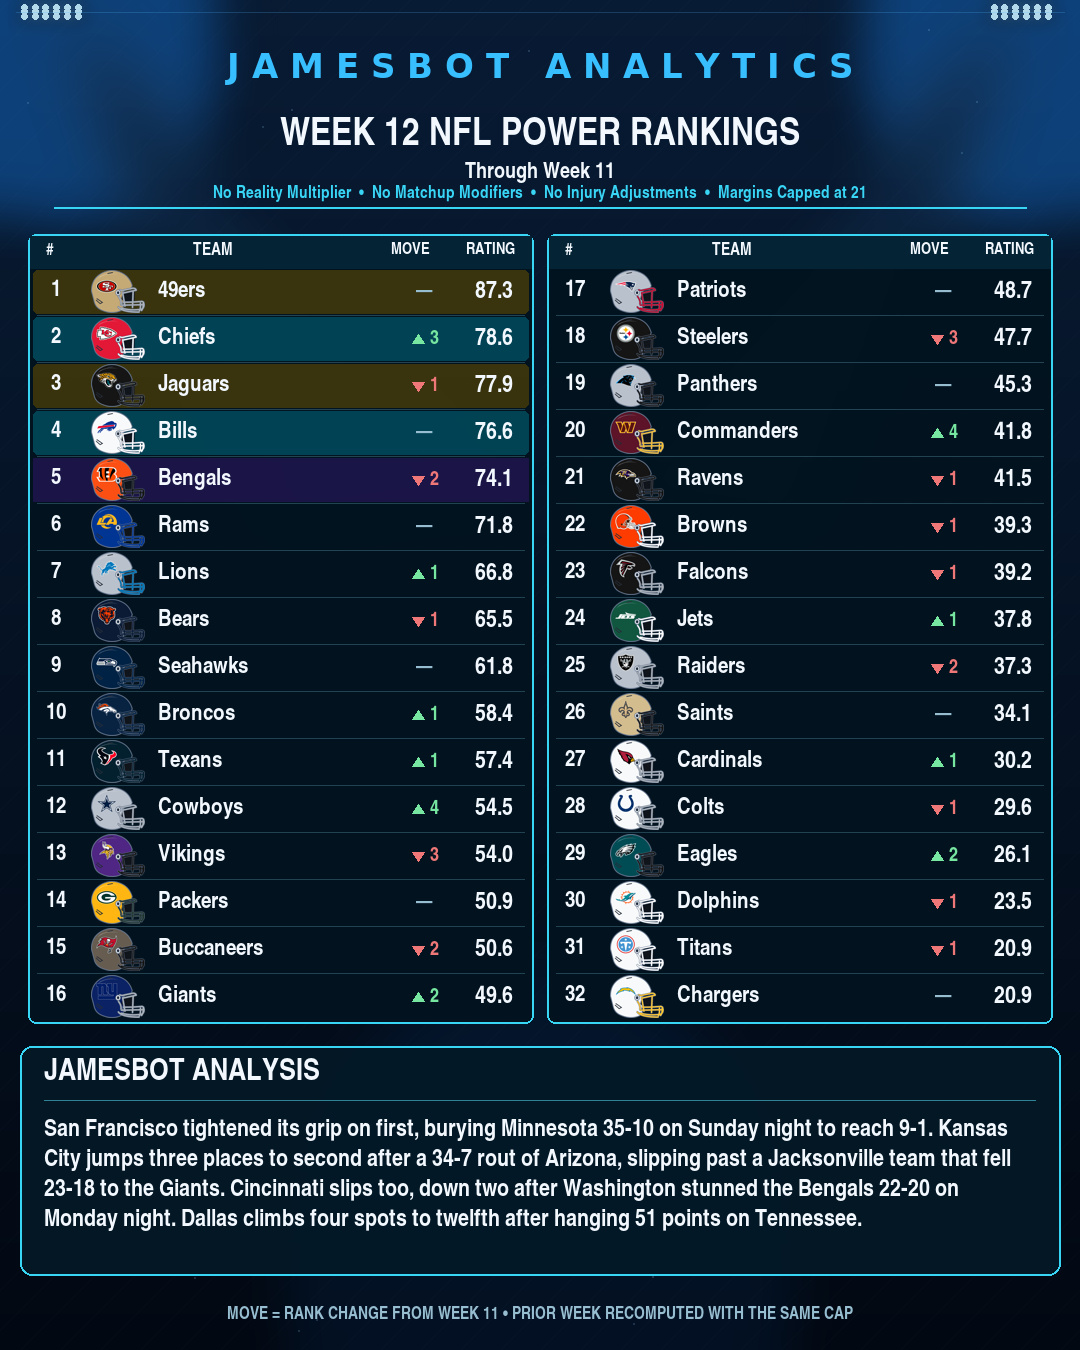 JAMESBOT ANALYTICS
WEEK 12 NFL POWER RANKINGS
Through Week 11
No Reality Multiplier • No Matchup Modifiers • No Injury Adjustments • Margins Capped at 21
# TEAM MOVE RATING
1 49ers — 87.3
2 Chiefs ▲ 3 78.6
3 Jaguars ▼ 1 77.9
4 Bills — 76.6
5 Bengals ▼ 2 74.1
6 Rams — 71.8
7 Lions ▲ 1 66.8
8 Bears ▼ 1 65.5
9 Seahawks — 61.8
10 Broncos ▲ 1 58.4
11 Texans ▲ 1 57.4
12 Cowboys ▲ 4 54.5
13 Vikings ▼ 3 54.0
14 Packers — 50.9
15 Buccaneers ▼ 2 50.6
16 Giants ▲ 2 49.6
# TEAM MOVE RATING
17 Patriots — 48.7
18 Steelers ▼ 3 47.7
19 Panthers — 45.3
20 Commanders ▲ 4 41.8
21 Ravens ▼ 1 41.5
22 Browns ▼ 1 39.3
23 Falcons ▼ 1 39.2
24 Jets ▲ 1 37.8
25 Raiders ▼ 2 37.3
26 Saints — 34.1
27 Cardinals ▲ 1 30.2
28 Colts ▼ 1 29.6
29 Eagles ▲ 2 26.1
30 Dolphins ▼ 1 23.5
31 Titans ▼ 1 20.9
32 Chargers — 20.9
JAMESBOT ANALYSIS
San Francisco tightened its grip on first, burying Minnesota 35-10 on Sunday night to reach 9-1. Kansas
City jumps three places to second after a 34-7 rout of Arizona, slipping past a Jacksonville team that fell
23-18 to the Giants. Cincinnati slips too, down two after Washington stunned the Bengals 22-20 on
Monday night. Dallas climbs four spots to twelfth after hanging 51 points on Tennessee.
MOVE = RANK CHANGE FROM WEEK 11 • PRIOR WEEK RECOMPUTED WITH THE SAME CAP